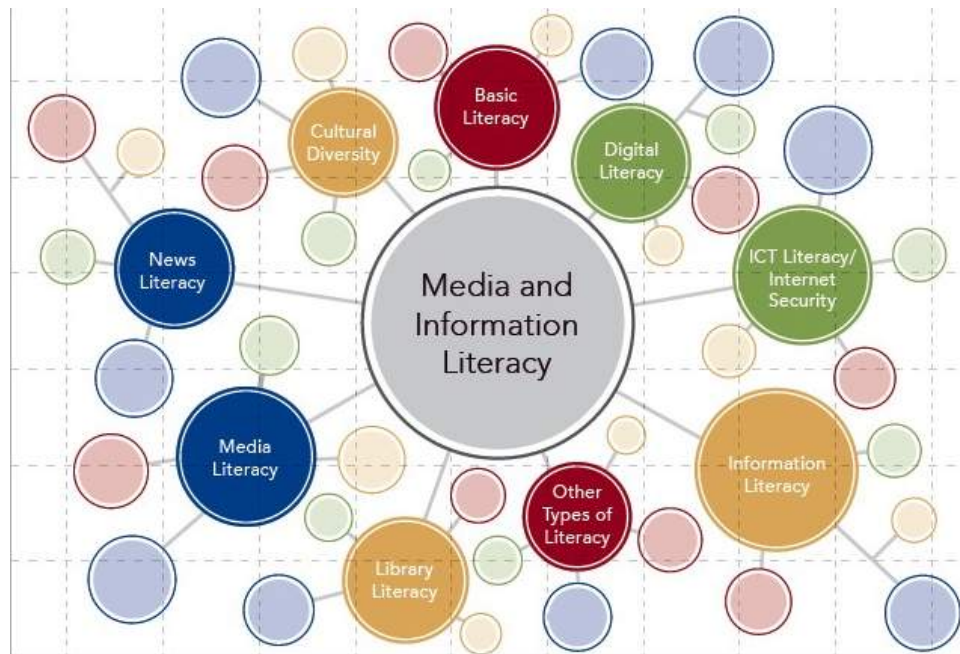 Basic
Literacy
Cultural
Diversity
Digital
Literacy
News
Literacy
ICT Literacy/
Internet
Security
Media and
Information
Literacy
Media
Literacy
Information
Literacy
Other
Types of
Literacy
Library
Literacy